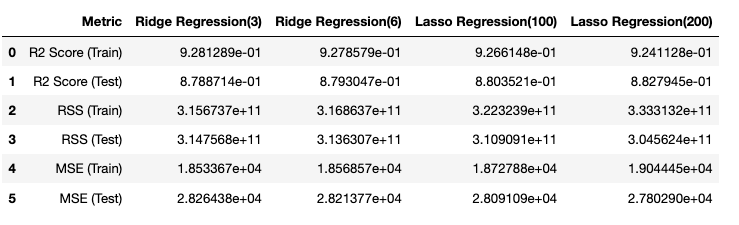 Metric Ridge Regression(3) Ridge Regression(6) Lasso Regression(100) Lasso Regression(200)
0 R2 Score (Train) 9.281289e-01 9.278579e-01 9.266148e-01 9.241128e-01
1 R2 Score (Test) 8.788714e-01 8.793047e-01 8.803521e-01 8.827945e-01
2 RSS (Train) 3.156737e+11 3.168637e+11 3.223239e+11 3.333132e+11
3 RSS (Test) 3.147568e+11 3.136307e+11 3.109091e+11 3.045624e+11
4 MSE (Train) 1.853367e+04 1.856857e+04 1.872788e+04 1.904445e+04
5 MSE (Test) 2.826438e+04 2.821377e+04 2.809109e+04 2.780290e+04